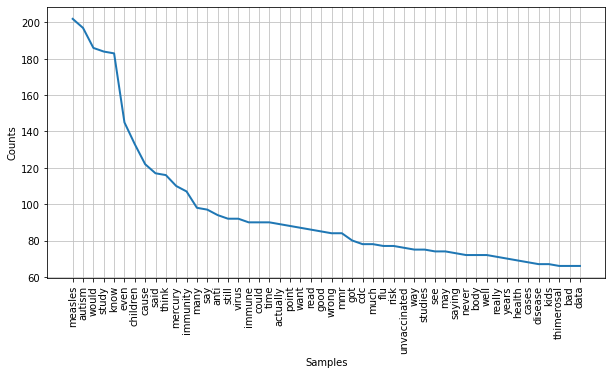 200
180
160
140
120
100
80
60
Counts
measles
autism
would
study
know
even
children
cause
said
think
mercury
immunity
many
say
anti
still
virus
immune
could
time
actually
point
want
read
good
wrong
mmr
got
cdc
much
flu
risk
unvaccinated
way
studies
see
may
saying
never
body
well
really
years
health
cases
disease
kids
thimerosal
bad
data
Samples